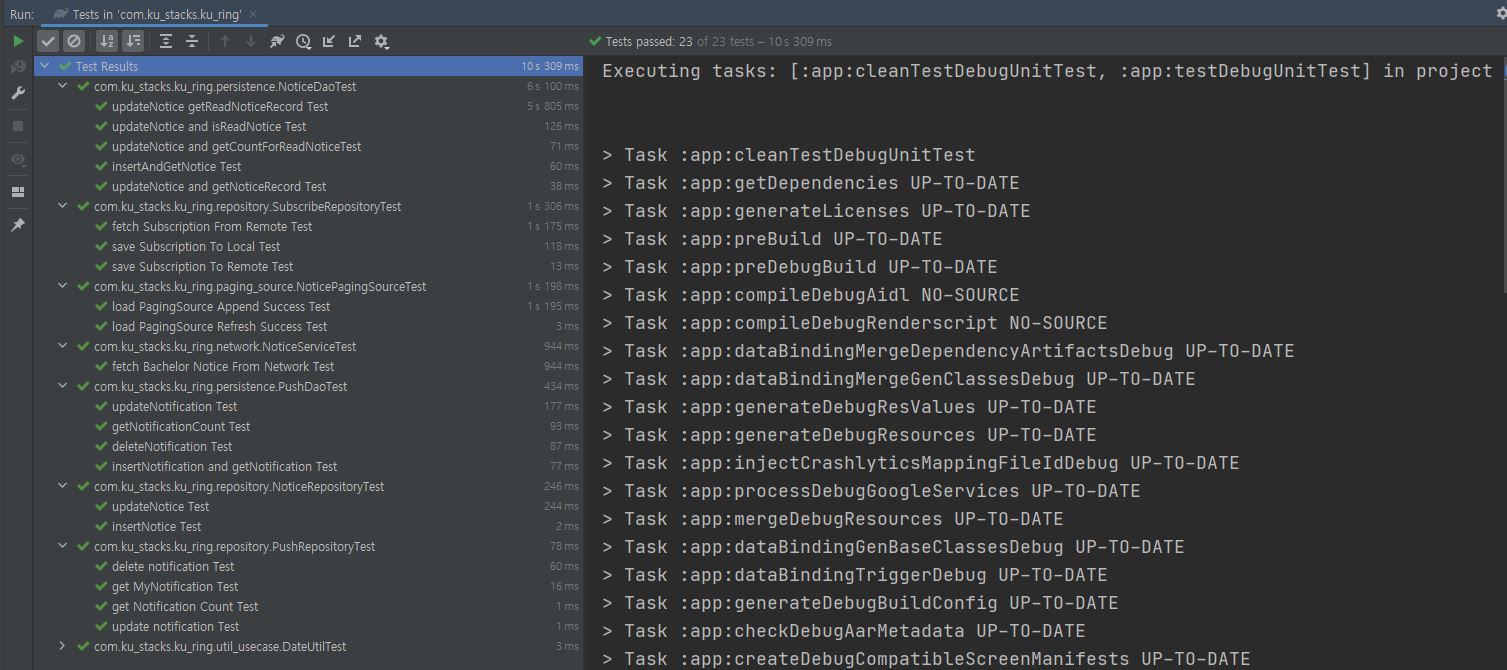 Run: Tests in 'com.ku_stacks.ku_ring'
Tests passed: 23 of 23 tests – 10 s 309 ms
Test Results 10 s 309 ms
com.ku_stacks.ku_ring.persistence.NoticeDaoTest 6 s 100 ms
updateNotice getReadNoticeRecord Test 5 s 805 ms
updateNotice and isReadNotice Test 126 ms
updateNotice and getCountForReadNoticeTest 71 ms
insertAndGetNotice Test 60 ms
updateNotice and getNoticeRecord Test 38 ms
com.ku_stacks.ku_ring.repository.SubscribeRepositoryTest 1 s 306 ms
fetch Subscription From Remote Test 1 s 175 ms
save Subscription To Local Test 118 ms
save Subscription To Remote Test 13 ms
com.ku_stacks.ku_ring.paging_source.NoticePagingSourceTest 1 s 198 ms
load PagingSource Append Success Test 1 s 195 ms
load PagingSource Refresh Success Test 3 ms
com.ku_stacks.ku_ring.network.NoticeServiceTest 944 ms
fetch Bachelor Notice From Network Test 944 ms
com.ku_stacks.ku_ring.persistence.PushDaoTest 434 ms
updateNotification Test 177 ms
getNotificationCount Test 93 ms
deleteNotification Test 87 ms
insertNotification and getNotification Test 77 ms
com.ku_stacks.ku_ring.repository.NoticeRepositoryTest 246 ms
updateNotice Test 244 ms
insertNotice Test 2 ms
com.ku_stacks.ku_ring.repository.PushRepositoryTest 78 ms
delete notification Test 60 ms
get MyNotification Test 16 ms
get Notification Count Test 1 ms
update notification Test 1 ms
com.ku_stacks.ku_ring.util_usecase.DateUtilTest 3 ms
Executing tasks: [:app:cleanTestDebugUnitTest, :app:testDebugUnitTest] in project
> Task :app:cleanTestDebugUnitTest
> Task :app:getDependencies UP-TO-DATE
> Task :app:generateLicenses UP-TO-DATE
> Task :app:preBuild UP-TO-DATE
> Task :app:preDebugBuild UP-TO-DATE
> Task :app:compileDebugAidl NO-SOURCE
> Task :app:compileDebugRenderscript NO-SOURCE
> Task :app:dataBindingMergeDependencyArtifactsDebug UP-TO-DATE
> Task :app:dataBindingMergeGenClassesDebug UP-TO-DATE
> Task :app:generateDebugResValues UP-TO-DATE
> Task :app:generateDebugResources UP-TO-DATE
> Task :app:injectCrashlyticsMappingFileIdDebug UP-TO-DATE
> Task :app:processDebugGoogleServices UP-TO-DATE
> Task :app:mergeDebugResources UP-TO-DATE
> Task :app:dataBindingGenBaseClassesDebug UP-TO-DATE
> Task :app:dataBindingTriggerDebug UP-TO-DATE
> Task :app:generateDebugBuildConfig UP-TO-DATE
> Task :app:checkDebugAarMetadata UP-TO-DATE
> Task :app:createDebugCompatibleScreenManifests UP-TO-DATE